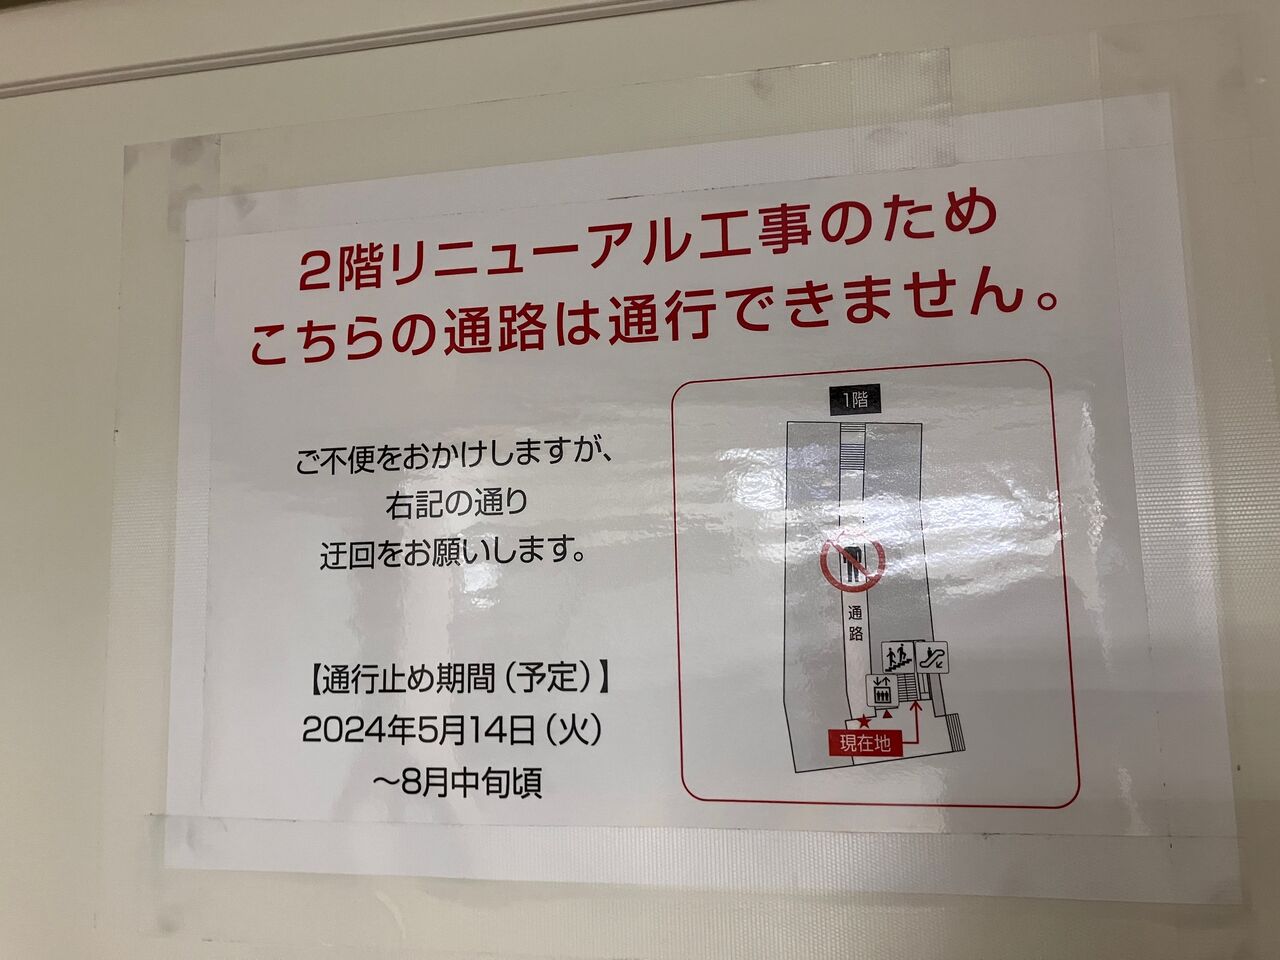 2階リニューアル工事のため
こちらの通路は通行できません。
ご不便をおかけしますが、
右記の通り
迂回をお願いします。
【通行止め期間（予定）】
2024年5月14日（火）
～8月中旬頃
1階
通路
現在地